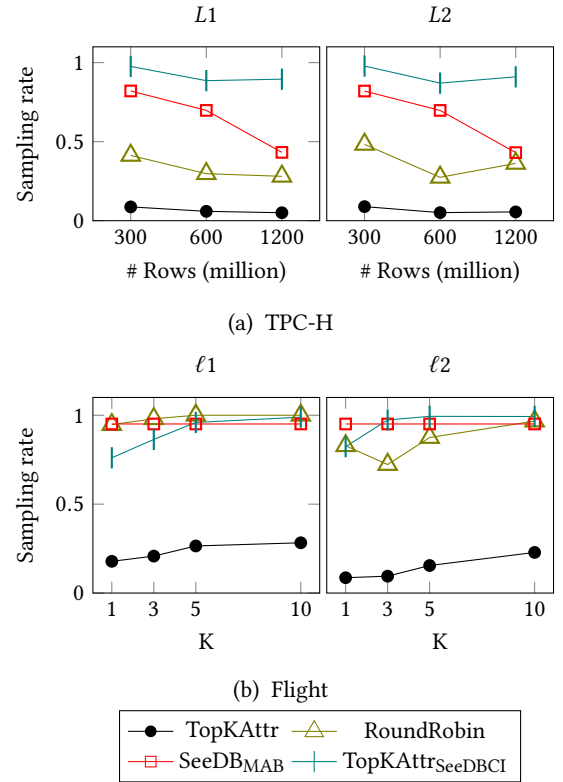 L1 L2
1
0.5
0
Sampling rate
300 600 1200 300 600 1200
# Rows (million) # Rows (million)
(a) TPC-H
ℓ1 ℓ2
1
0.5
0
Sampling rate
1 3 5 10 1 3 5 10
K K
(b) Flight
TopKAttr RoundRobin
SeeDBMAB TopKAttrSeeDBCI